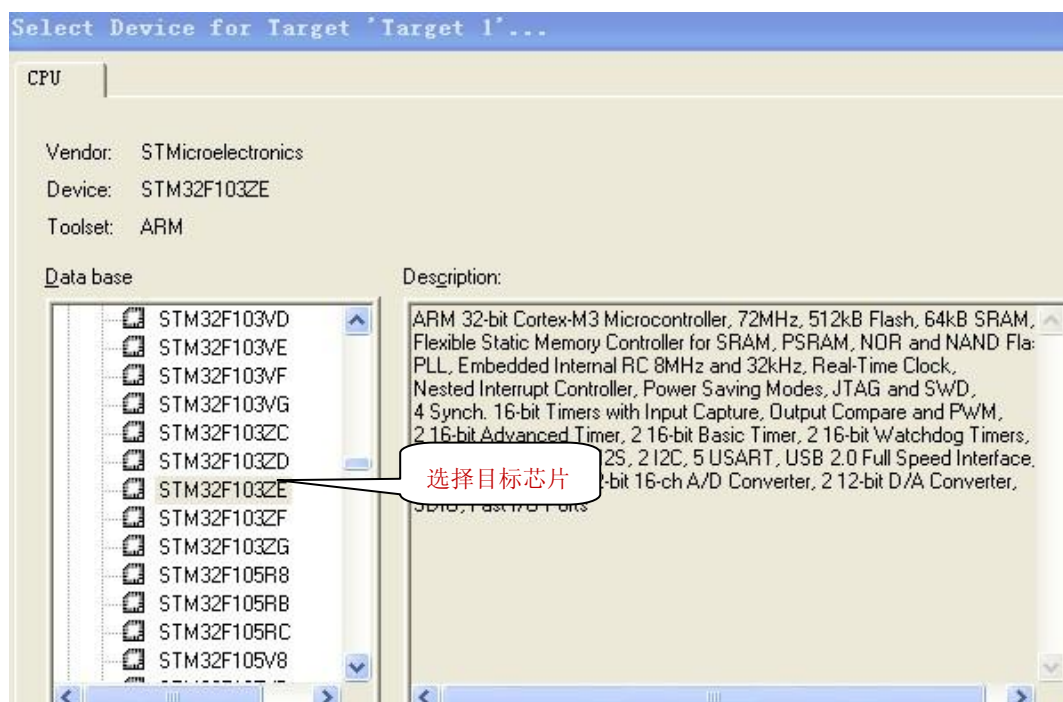 Select Device for Target 'Target 1'...
CPU
Vendor: STMicroelectronics
Device: STM32F103ZE
Toolset: ARM
Data base
Description:
STM32F103VD
STM32F103VE
STM32F103VF
STM32F103VG
STM32F103ZC
STM32F103ZD
STM32F103ZE
STM32F103ZF
STM32F103ZG
STM32F105R8
STM32F105RB
STM32F105RC
STM32F105V8
ARM 32-bit Cortex-M3 Microcontroller, 72MHz, 512kB Flash, 64kB SRAM,
Flexible Static Memory Controller for SRAM, PSRAM, NOR and NAND Fla
PLL, Embedded Internal RC 8MHz and 32kHz, Real-Time Clock,
Nested Interrupt Controller, Power Saving Modes, JTAG and SWD,
4 Synch. 16-bit Timers with Input Capture, Output Compare and PWM,
2 16-bit Advanced Timer, 2 16-bit Basic Timer, 2 16-bit Watchdog Timers,
2S, 2 I2C, 5 USART, USB 2.0 Full Speed Interface,
-bit 16-ch A/D Converter, 2 12-bit D/A Converter,
SDIO, Fast I/O Ports
选择目标芯片